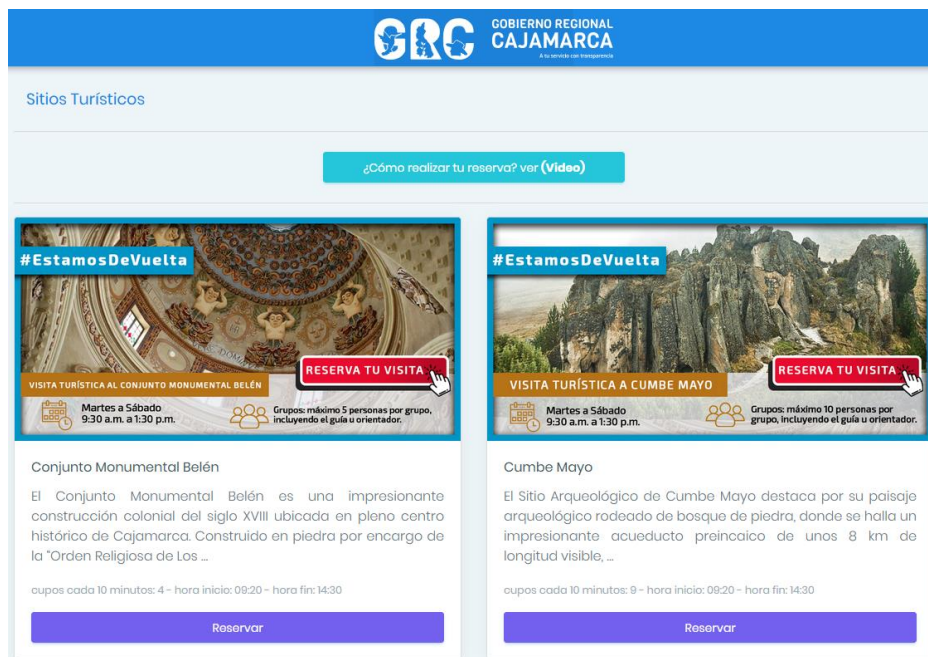 GRC
GOBIERNO REGIONAL
CAJAMARCA
A tu servicio con transparencia
Sitios Turísticos
¿Cómo realizar tu reserva? ver (Video)
#EstamosDeVuelta
RESERVA TU VISITA
VISITA TURÍSTICA AL CONJUNTO MONUMENTAL BELÉN
Martes a Sábado
9:30 a.m. a 1:30 p.m.
Grupos: máximo 5 personas por grupo,
incluyendo el guía u orientador.
Conjunto Monumental Belén
El Conjunto Monumental Belén es una impresionante
construcción colonial del siglo XVIII ubicada en pleno centro
histórico de Cajamarca. Construido en piedra por encargo de
la "Orden Religiosa de Los ...
cupos cada 10 minutos: 4 - hora inicio: 09:20 - hora fin: 14:30
Reservar
#EstamosDeVuelta
RESERVA TU VISITA
VISITA TURÍSTICA A CUMBE MAYO
Martes a Sábado
9:30 a.m. a 1:30 p.m.
Grupos: máximo 10 personas por
grupo, incluyendo el guía u orientador.
Cumbe Mayo
El Sitio Arqueológico de Cumbe Mayo destaca por su paisaje
arqueológico rodeado de bosque de piedra, donde se halla un
impresionante acueducto preincaico de unos 8 km de
longitud visible, ...
cupos cada 10 minutos: 9 - hora inicio: 09:20 - hora fin: 14:30
Reservar